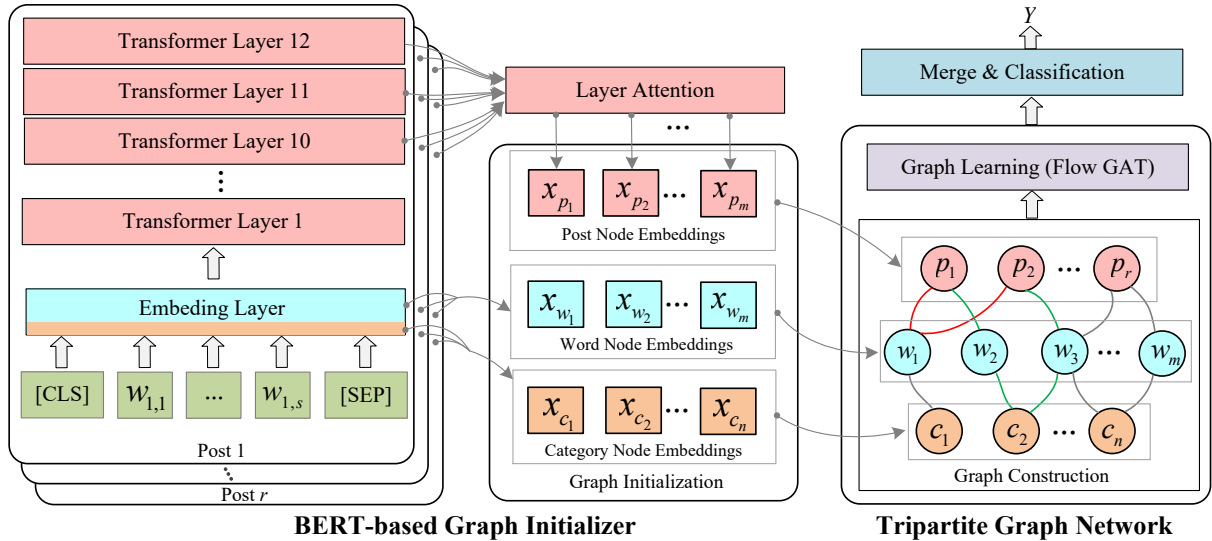 Transformer Layer 12
Transformer Layer 11
Transformer Layer 10
⋮
Transformer Layer 1
Embeding Layer
[CLS] w_{1,1} ... w_{1,s} [SEP]
Post 1
Post r
Layer Attention
...
x_{p_1} x_{p_2} ... x_{p_m}
Post Node Embeddings
x_{w_1} x_{w_2} ... x_{w_m}
Word Node Embeddings
x_{c_1} x_{c_2} ... x_{c_n}
Category Node Embeddings
Graph Initialization
BERT-based Graph Initializer
Y
Merge & Classification
Graph Learning (Flow GAT)
p_1 p_2 ... p_r
w_1 w_2 w_3 ... w_m
c_1 c_2 ... c_n
Graph Construction
Tripartite Graph Network